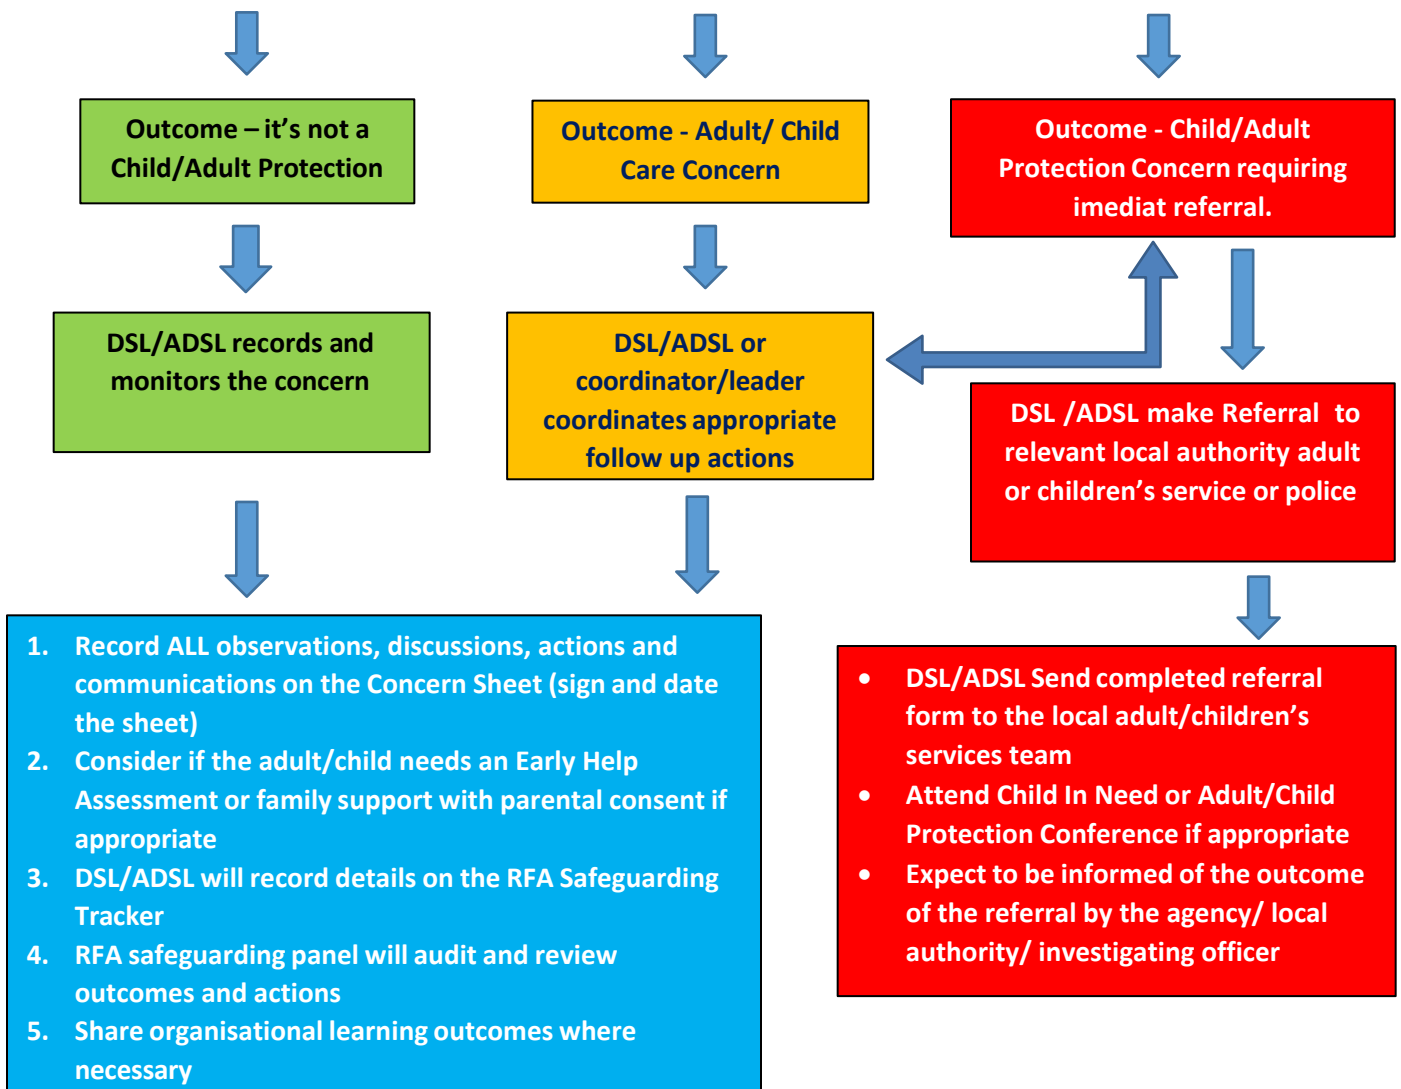 Outcome – it's not a
Child/Adult Protection
Outcome - Adult/ Child
Care Concern
Outcome - Child/Adult
Protection Concern requiring
imediat referral.
DSL/ADSL records and
monitors the concern
DSL/ADSL or
coordinator/leader
coordinates appropriate
follow up actions
DSL /ADSL make Referral to
relevant local authority adult
or children's service or police
1. Record ALL observations, discussions, actions and
communications on the Concern Sheet (sign and date
the sheet)
2. Consider if the adult/child needs an Early Help
Assessment or family support with parental consent if
appropriate
3. DSL/ADSL will record details on the RFA Safeguarding
Tracker
4. RFA safeguarding panel will audit and review
outcomes and actions
5. Share organisational learning outcomes where
necessary
• DSL/ADSL Send completed referral
form to the local adult/children's
services team
• Attend Child In Need or Adult/Child
Protection Conference if appropriate
• Expect to be informed of the outcome
of the referral by the agency/ local
authority/ investigating officer